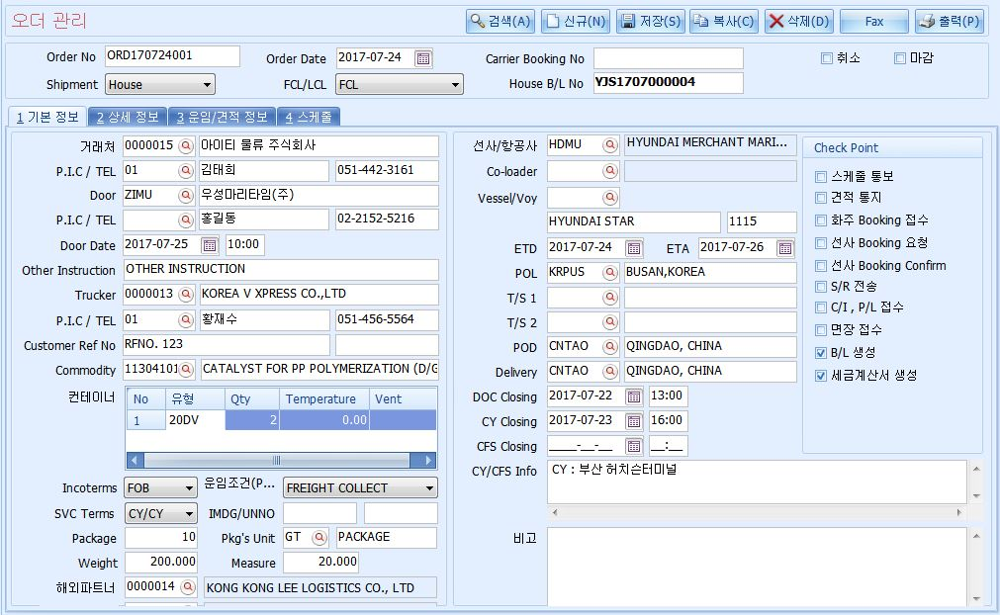 오더 관리 검색(A) 신규(N) 저장(S) 복사(C) 삭제(D) Fax 출력(P)
Order No ORD170724001 Order Date 2017-07-24 Carrier Booking No 취소 마감
Shipment House FCL/LCL FCL House B/L No YJS1707000004
1 기본 정보 2 상세 정보 3 운임/견적 정보 4 스케줄
거래처 0000015 아이티 물류 주식회사
P.I.C / TEL 01 김태희 051-442-3161
Door ZIMU 우성마리타임(주)
P.I.C / TEL 홍길동 02-2152-5216
Door Date 2017-07-25 10:00
Other Instruction OTHER INSTRUCTION
Trucker 0000013 KOREA V XPRESS CO.,LTD
P.I.C / TEL 01 황재수 051-456-5564
Customer Ref No RFNO. 123
Commodity 11304101 CATALYST FOR PP POLYMERIZATION (D/G
컨테이너 No 유형 Qty Temperature Vent
1 20DV 2 0.00
Incoterms FOB 운임조건(P... FREIGHT COLLECT
SVC Terms CY/CY IMDG/UNNO
Package 10 Pkg's Unit GT PACKAGE
Weight 200.000 Measure 20.000
해외파트너 0000014 KONG KONG LEE LOGISTICS CO., LTD
선사/항공사 HDMU HYUNDAI MERCHANT MARI...
Co-loader
Vessel/Voy
HYUNDAI STAR 1115
ETD 2017-07-24 ETA 2017-07-26
POL KRPUS BUSAN,KOREA
T/S 1
T/S 2
POD CNTAO QINGDAO, CHINA
Delivery CNTAO QINGDAO, CHINA
DOC Closing 2017-07-22 13:00
CY Closing 2017-07-23 16:00
CFS Closing ____-__-__ __:__
CY/CFS Info CY : 부산 허치슨터미널
비고
Check Point
스케줄 통보
견적 통지
화주 Booking 접수
선사 Booking 요청
선사 Booking Confirm
S/R 전송
C/I , P/L 접수
면장 접수
B/L 생성
세금계산서 생성